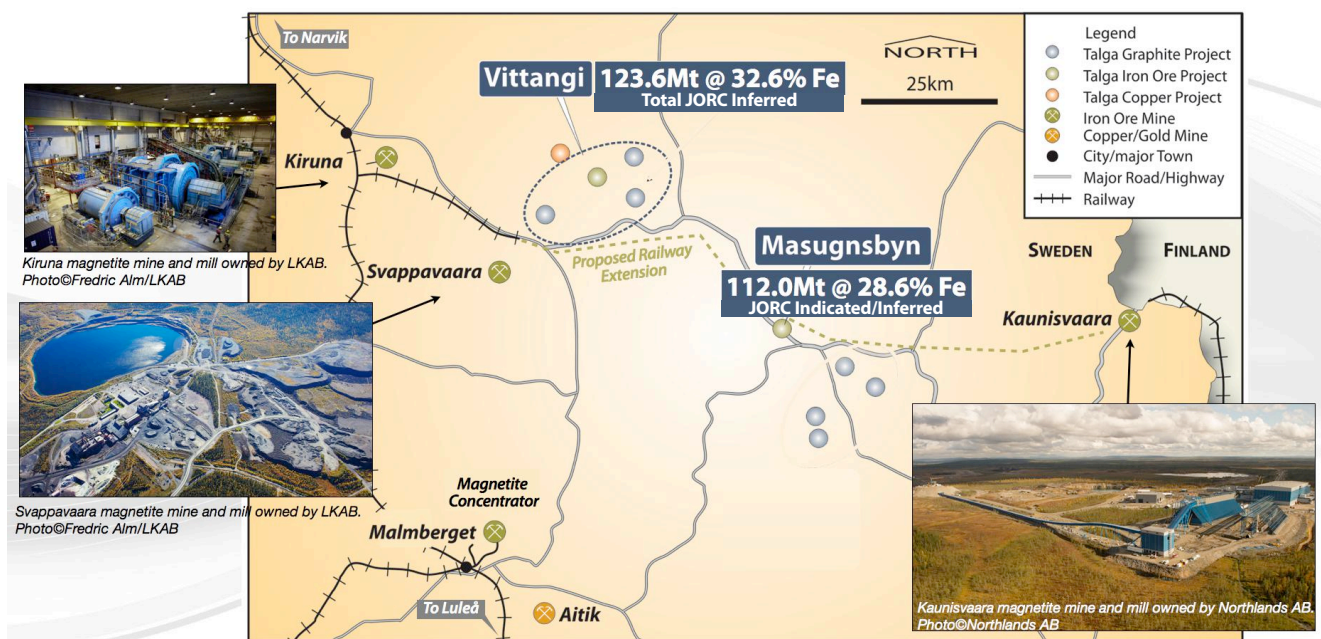 To Narvik
Vittangi
123.6Mt @ 32.6% Fe
Total JORC Inferred
NORTH
25km
Legend
Talga Graphite Project
Talga Iron Ore Project
Talga Copper Project
Iron Ore Mine
Copper/Gold Mine
City/major Town
Major Road/Highway
Railway
Kiruna
Kiruna magnetite mine and mill owned by LKAB.
Photo©Fredric Alm/LKAB
Svappavaara
Proposed Railway
Extension
Masugnsbyn
112.0Mt @ 28.6% Fe
JORC Indicated/Inferred
SWEDEN
FINLAND
Kaunisvaara
Svappavaara magnetite mine and mill owned by LKAB.
Photo©Fredric Alm/LKAB
Magnetite
Concentrator
Malmberget
To Luleå
Aitik
Kaunisvaara magnetite mine and mill owned by Northlands AB.
Photo©Northlands AB